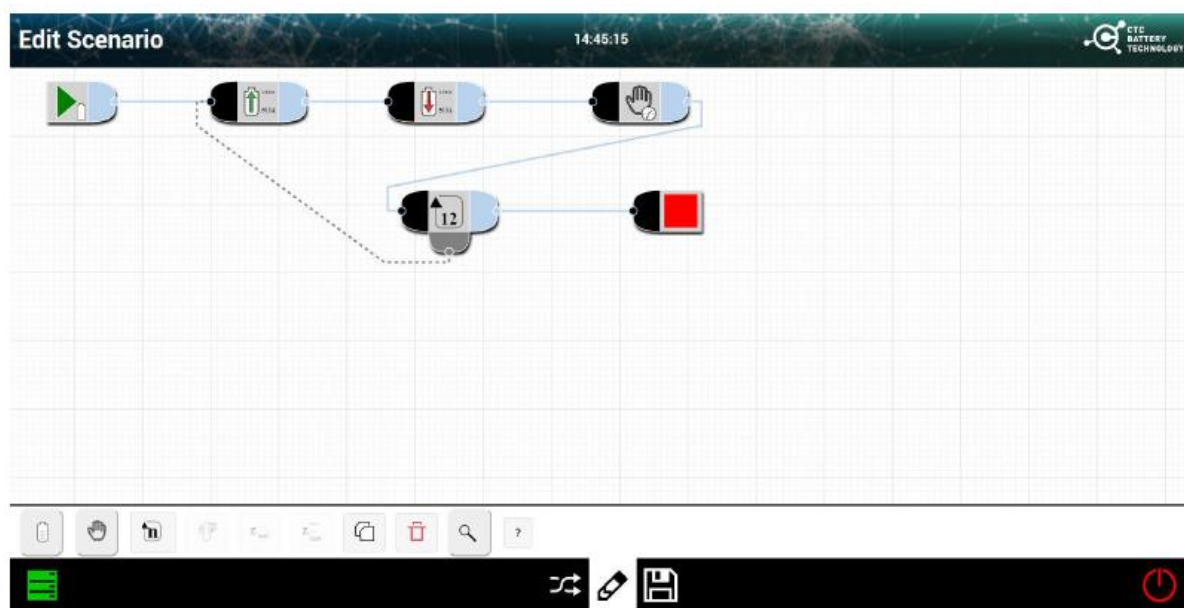 Edit Scenario
14:45:15
CTC
BATTERY
TECHNOLOGY
12
n
?